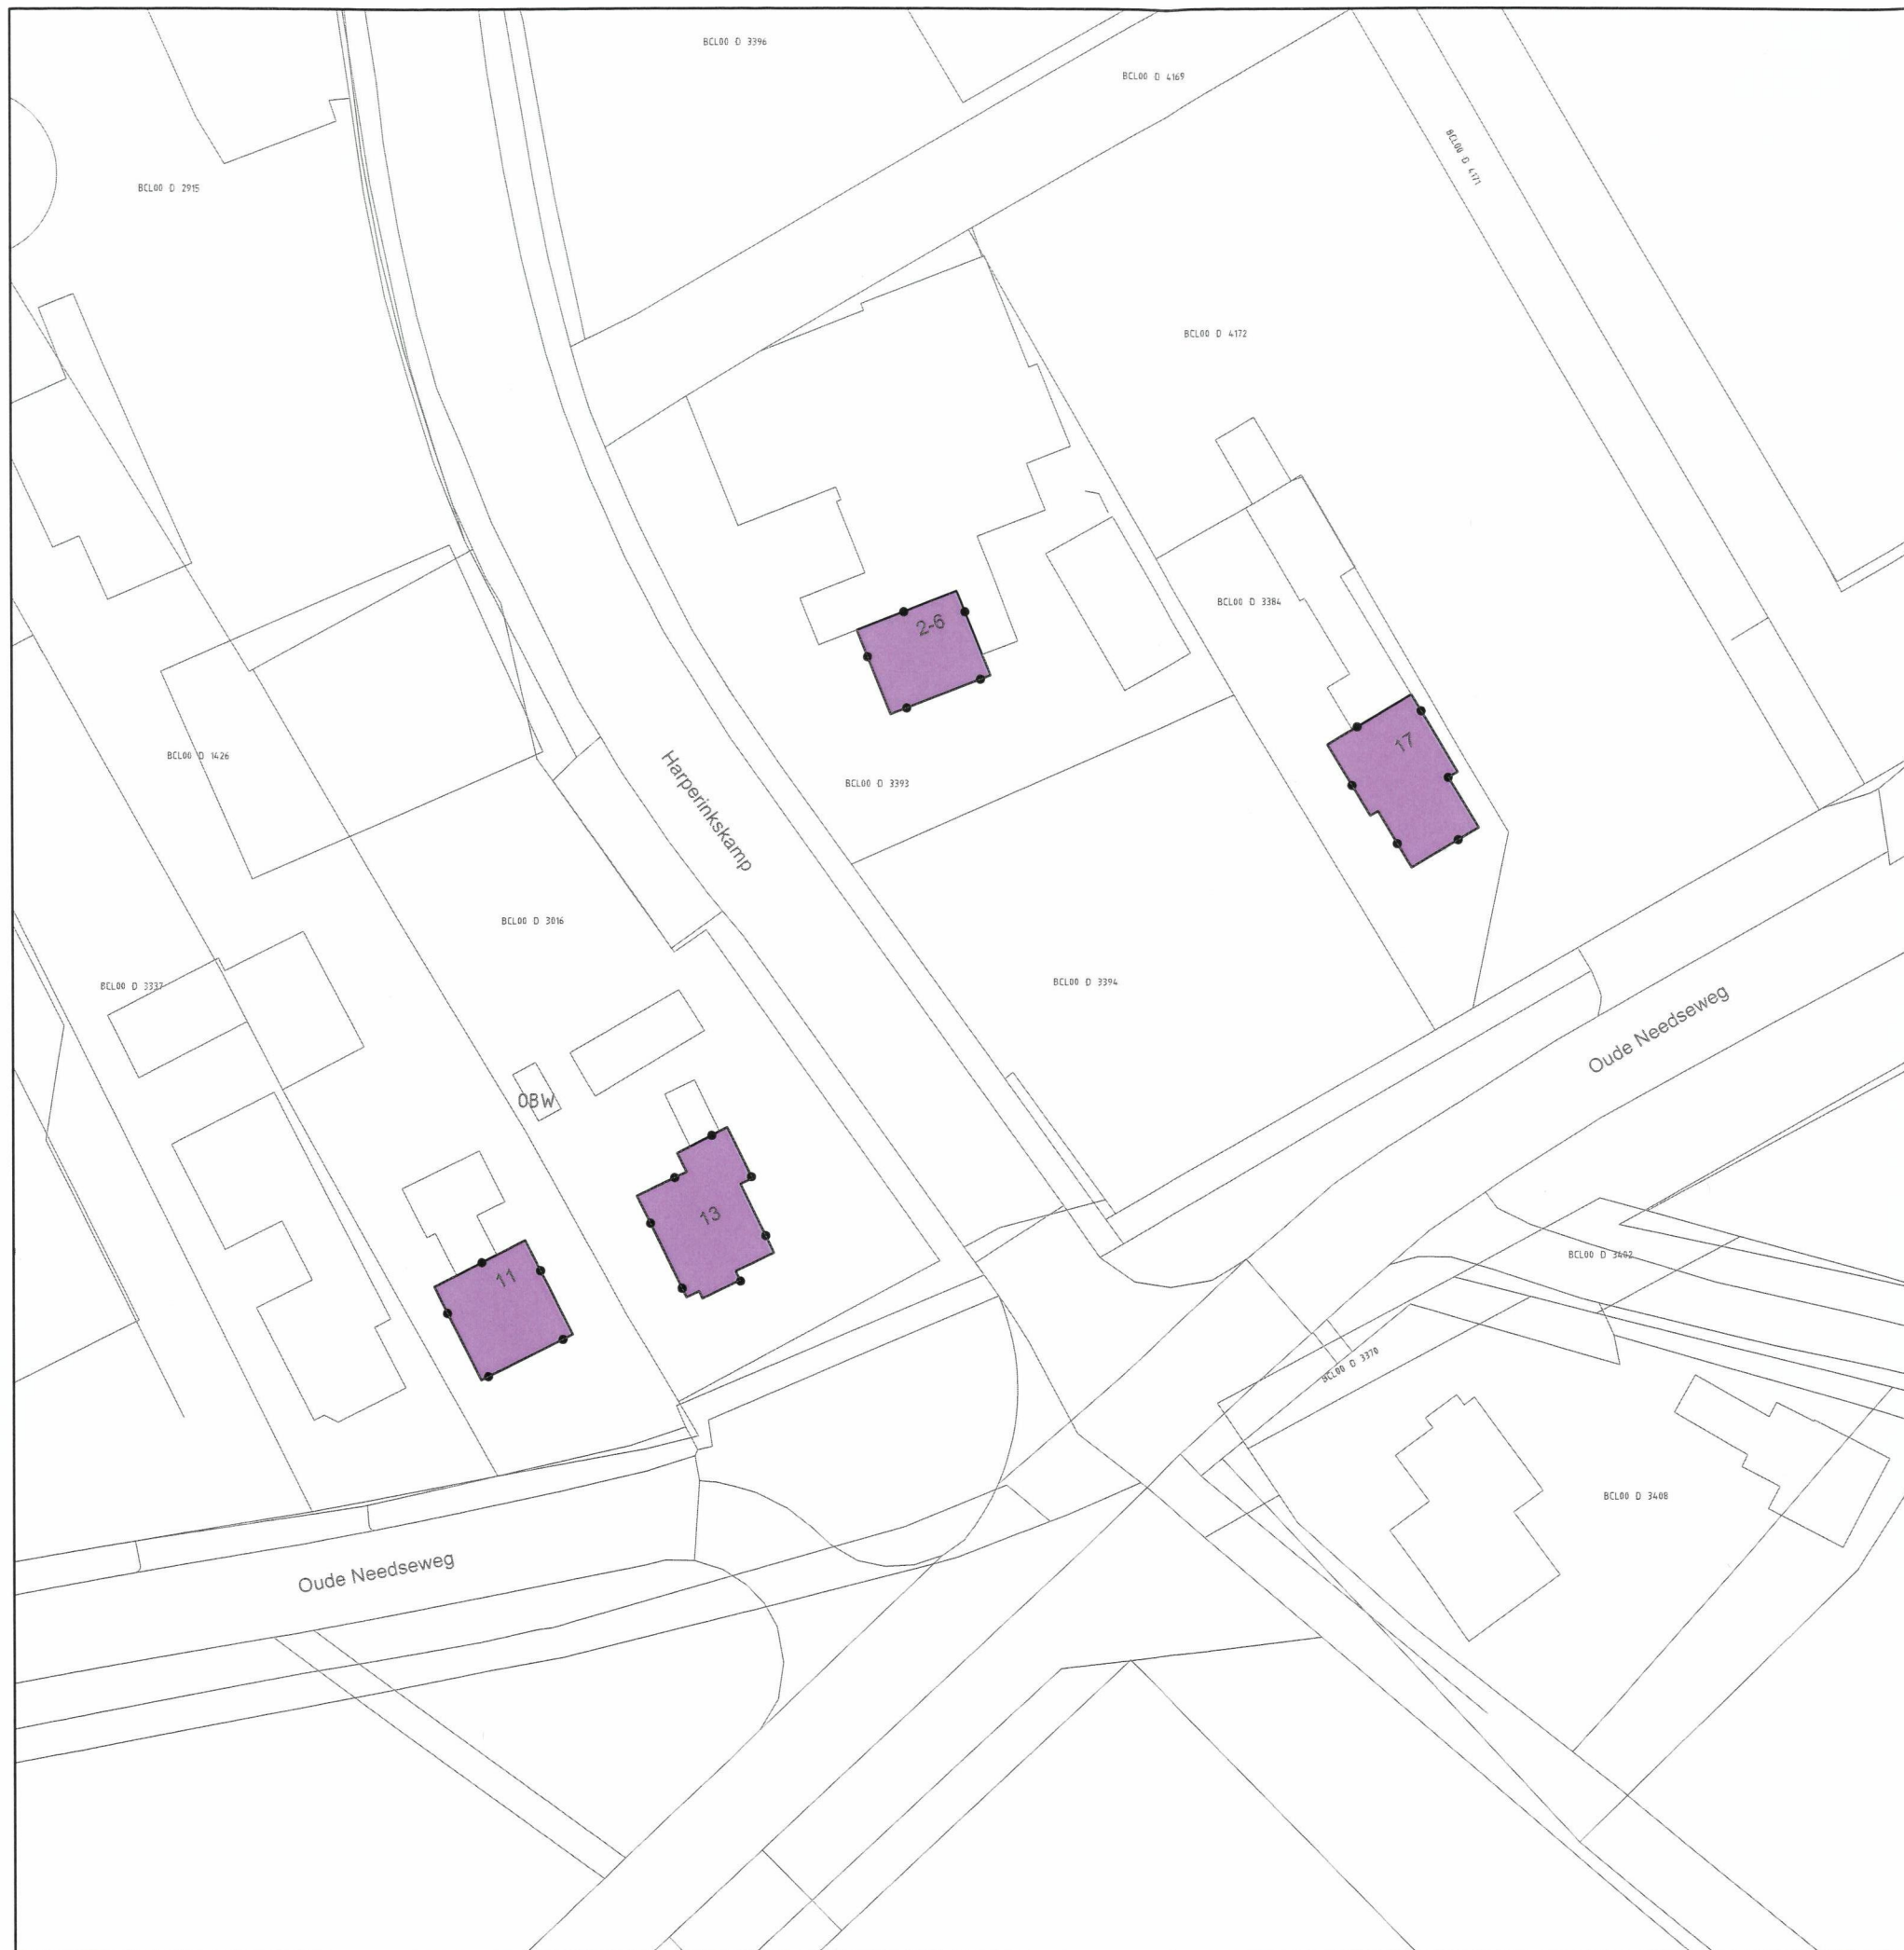 BCL00 D 3396
BCL00 D 4169
BCL00 D 4171
BCL00 D 2915
BCL00 D 4172
BCL00 D 3384
2-6
17
BCL00 D 1426
Harperinkskamp
BCL00 D 3393
BCL00 D 3016
BCL00 D 3337
BCL00 D 3394
Oude Needseweg
OBW
13
11
BCL00 D 3402
BCL00 D 3370
BCL00 D 3408
Oude Needseweg